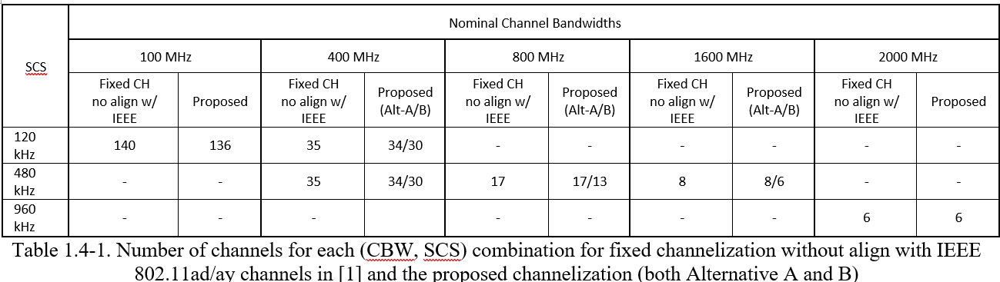 Nominal Channel Bandwidths
SCS
100 MHz 400 MHz 800 MHz 1600 MHz 2000 MHz
Fixed CH no align w/ IEEE Proposed Fixed CH no align w/ IEEE Proposed (Alt-A/B) Fixed CH no align w/ IEEE Proposed (Alt-A/B) Fixed CH no align w/ IEEE Proposed (Alt-A/B) Fixed CH no align w/ IEEE Proposed
120 kHz 140 136 35 34/30 - - - - - -
480 kHz - - 35 34/30 17 17/13 8 8/6 - -
960 kHz - - - - - - - 6 6
Table 1.4-1. Number of channels for each (CBW, SCS) combination for fixed channelization without align with IEEE
802.11ad/ay channels in [1] and the proposed channelization (both Alternative A and B)